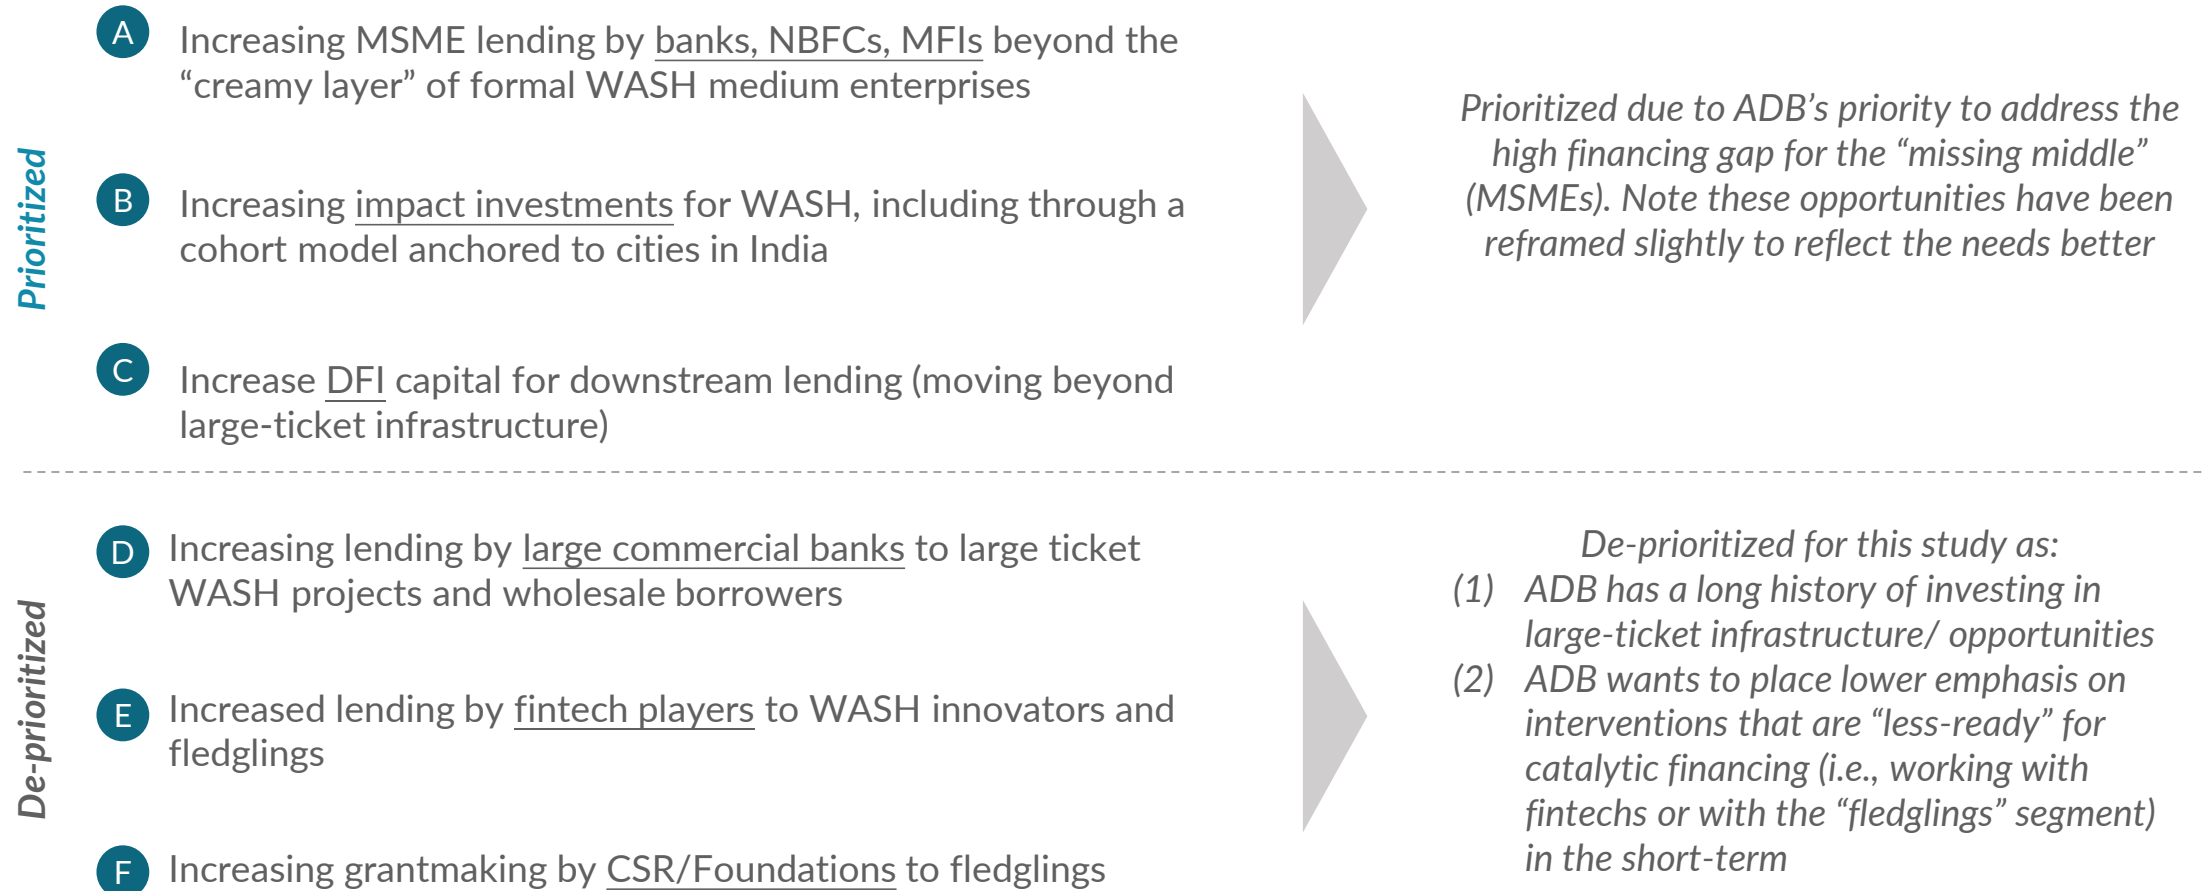 Prioritized
A
Increasing MSME lending by banks, NBFCs, MFIs beyond the
“creamy layer” of formal WASH medium enterprises
B
Increasing impact investments for WASH, including through a
cohort model anchored to cities in India
C
Increase DFI capital for downstream lending (moving beyond
large-ticket infrastructure)
Prioritized due to ADB’s priority to address the
high financing gap for the “missing middle”
(MSMEs). Note these opportunities have been
reframed slightly to reflect the needs better
De-prioritized
D
Increasing lending by large commercial banks to large ticket
WASH projects and wholesale borrowers
E
Increased lending by fintech players to WASH innovators and
fledglings
F
Increasing grantmaking by CSR/Foundations to fledglings
De-prioritized for this study as:
(1) ADB has a long history of investing in
large-ticket infrastructure/ opportunities
(2) ADB wants to place lower emphasis on
interventions that are “less-ready” for
catalytic financing (i.e., working with
fintechs or with the “fledglings” segment)
in the short-term